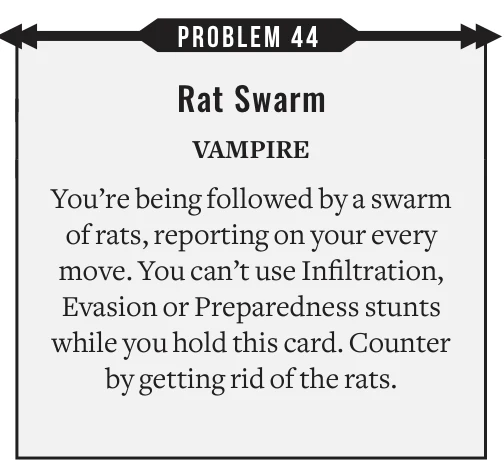 PROBLEM 44
Rat Swarm
VAMPIRE
You’re being followed by a swarm
of rats, reporting on your every
move. You can’t use Infiltration,
Evasion or Preparedness stunts
while you hold this card. Counter
by getting rid of the rats.